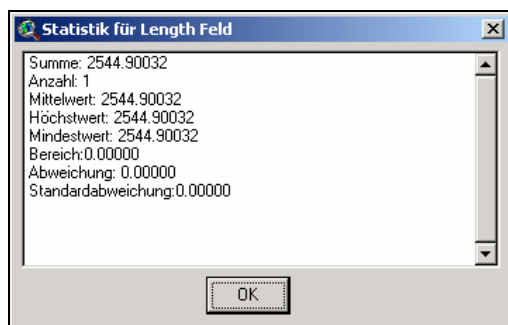 Statistik für Length Feld
Summe: 2544.90032
Anzahl: 1
Mittelwert: 2544.90032
Höchstwert: 2544.90032
Mindestwert: 2544.90032
Bereich:0.00000
Abweichung: 0.00000
Standardabweichung:0.00000
OK